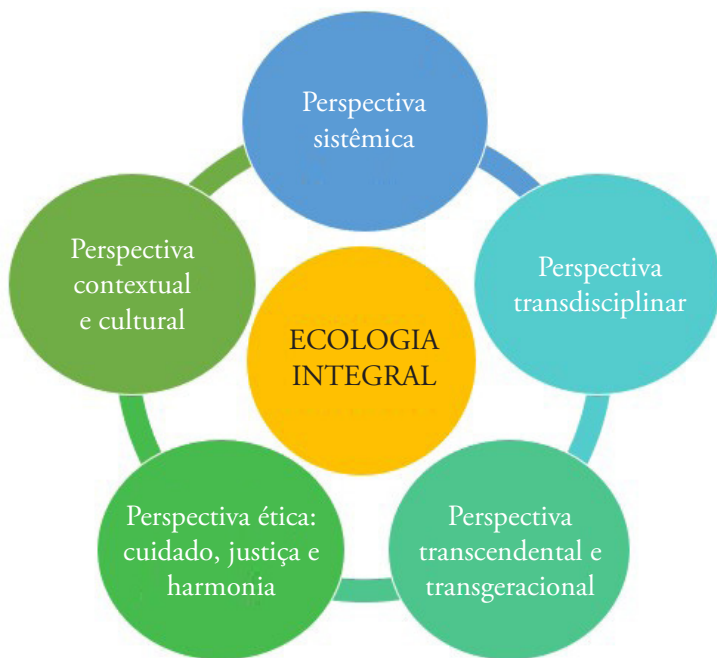 Perspectiva
sistêmica
Perspectiva
transdisciplinar
Perspectiva
transcendental e
transgeracional
Perspectiva ética:
cuidado, justiça e
harmonia
Perspectiva
contextual
e cultural
ECOLOGIA
INTEGRAL